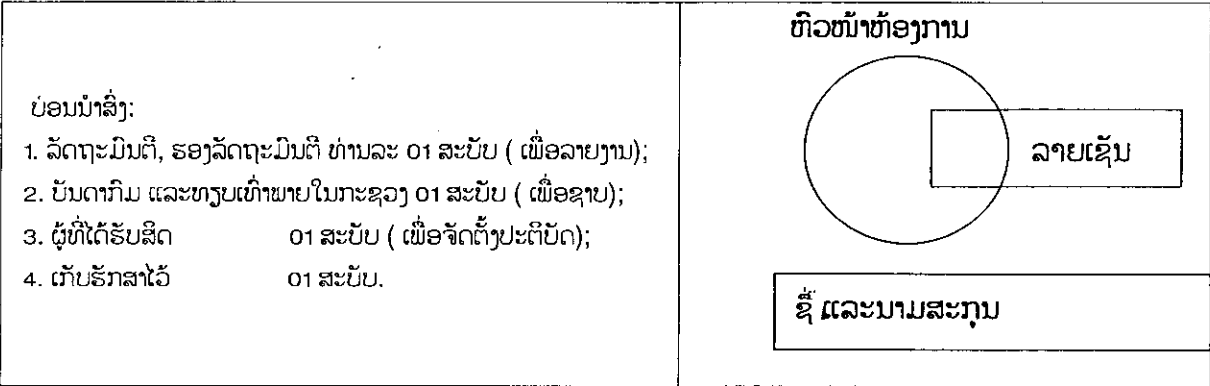 ບ່ອນນຳສົ່ງ:
1. ລັດຖະມົນຕີ, ຮອງລັດຖະມົນຕີ ທ່ານລະ 01 ສະບັບ ( ເພື່ອລາຍງານ);
2. ບັນດາກົມ ແລະທຽບເທົ່າພາຍໃນກະຊວງ 01 ສະບັບ ( ເພື່ອຊາບ);
3. ຜູ້ທີ່ໄດ້ຮັບສິດ 01 ສະບັບ ( ເພື່ອຈັດຕັ້ງປະຕິບັດ);
4. ເກັບຮັກສາໄວ້ 01 ສະບັບ.
ຫົວໜ້າຫ້ອງການ
ລາຍເຊັນ
ຊື່ ແລະນາມສະກຸນ